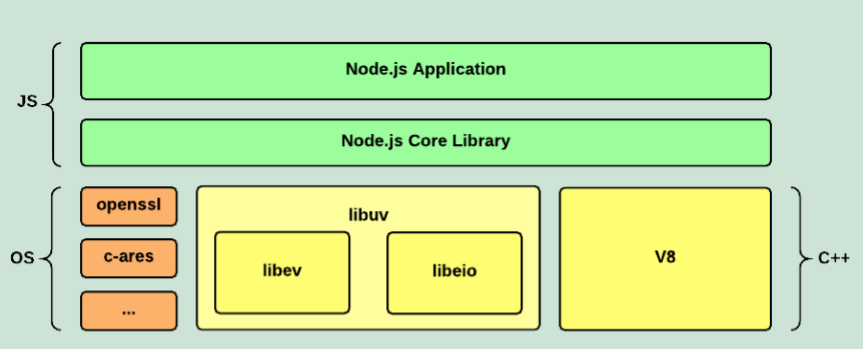 Node.js Application
JS
Node.js Core Library
openssl
libuv
OS
c-ares
libev
libeio
V8
C++
...